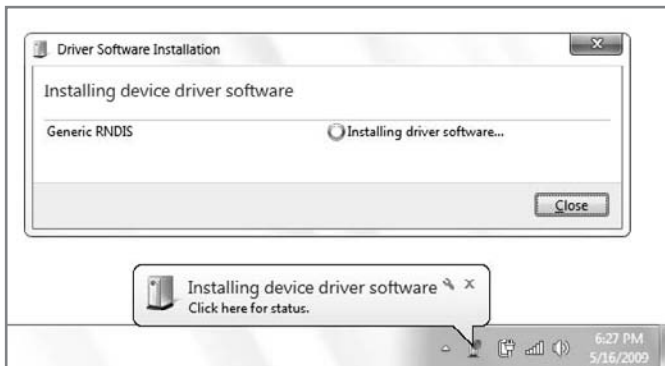 Driver Software Installation
Installing device driver software
Generic RNDIS Installing driver software...
Close
Installing device driver software
Click here for status.
6:27 PM
5/16/2009